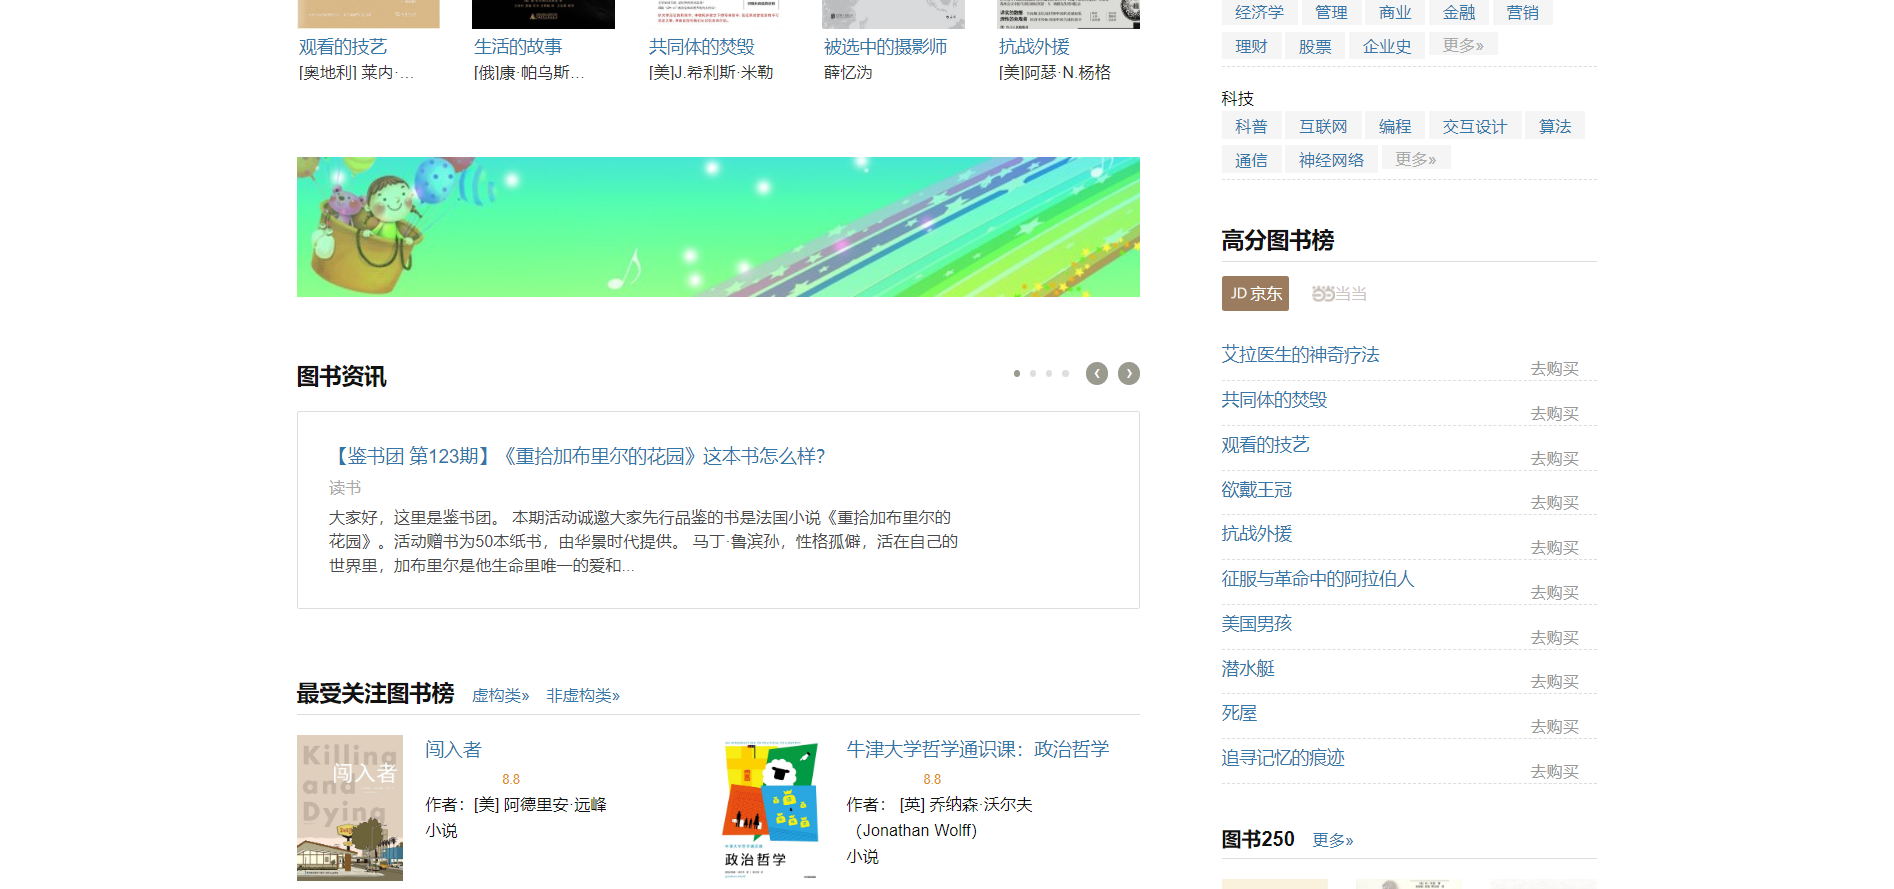 观看的技艺
[奥地利] 莱内·...
生活的故事
[俄]康·帕乌斯...
共同体的焚毁
[美]J.希利斯·米勒
被选中的摄影师
薛忆沩
抗战外援
[美]阿瑟·N.杨格
图书资讯
【鉴书团 第123期】《重拾加布里尔的花园》这本书怎么样？
读书
大家好，这里是鉴书团。 本期活动诚邀大家先行品鉴的书是法国小说《重拾加布里尔的
花园》。活动赠书为50本纸书，由华景时代提供。 马丁·鲁滨孙，性格孤僻，活在自己的
世界里，加布里尔是他生命里唯一的爱和...
最受关注图书榜 虚构类» 非虚构类»
Killing
and
Dying
闯入者
闯入者
8.8
作者：[美] 阿德里安·远峰
小说
政治哲学
牛津大学哲学通识课：政治哲学
8.8
作者： [英] 乔纳森·沃尔夫
（Jonathan Wolff）
小说
经济学 管理 商业 金融 营销
理财 股票 企业史 更多»
科技
科普 互联网 编程 交互设计 算法
通信 神经网络 更多»
高分图书榜
JD 京东 当当
艾拉医生的神奇疗法 去购买
共同体的焚毁 去购买
观看的技艺 去购买
欲戴王冠 去购买
抗战外援 去购买
征服与革命中的阿拉伯人 去购买
美国男孩 去购买
潜水艇 去购买
死屋 去购买
追寻记忆的痕迹 去购买
图书250 更多»